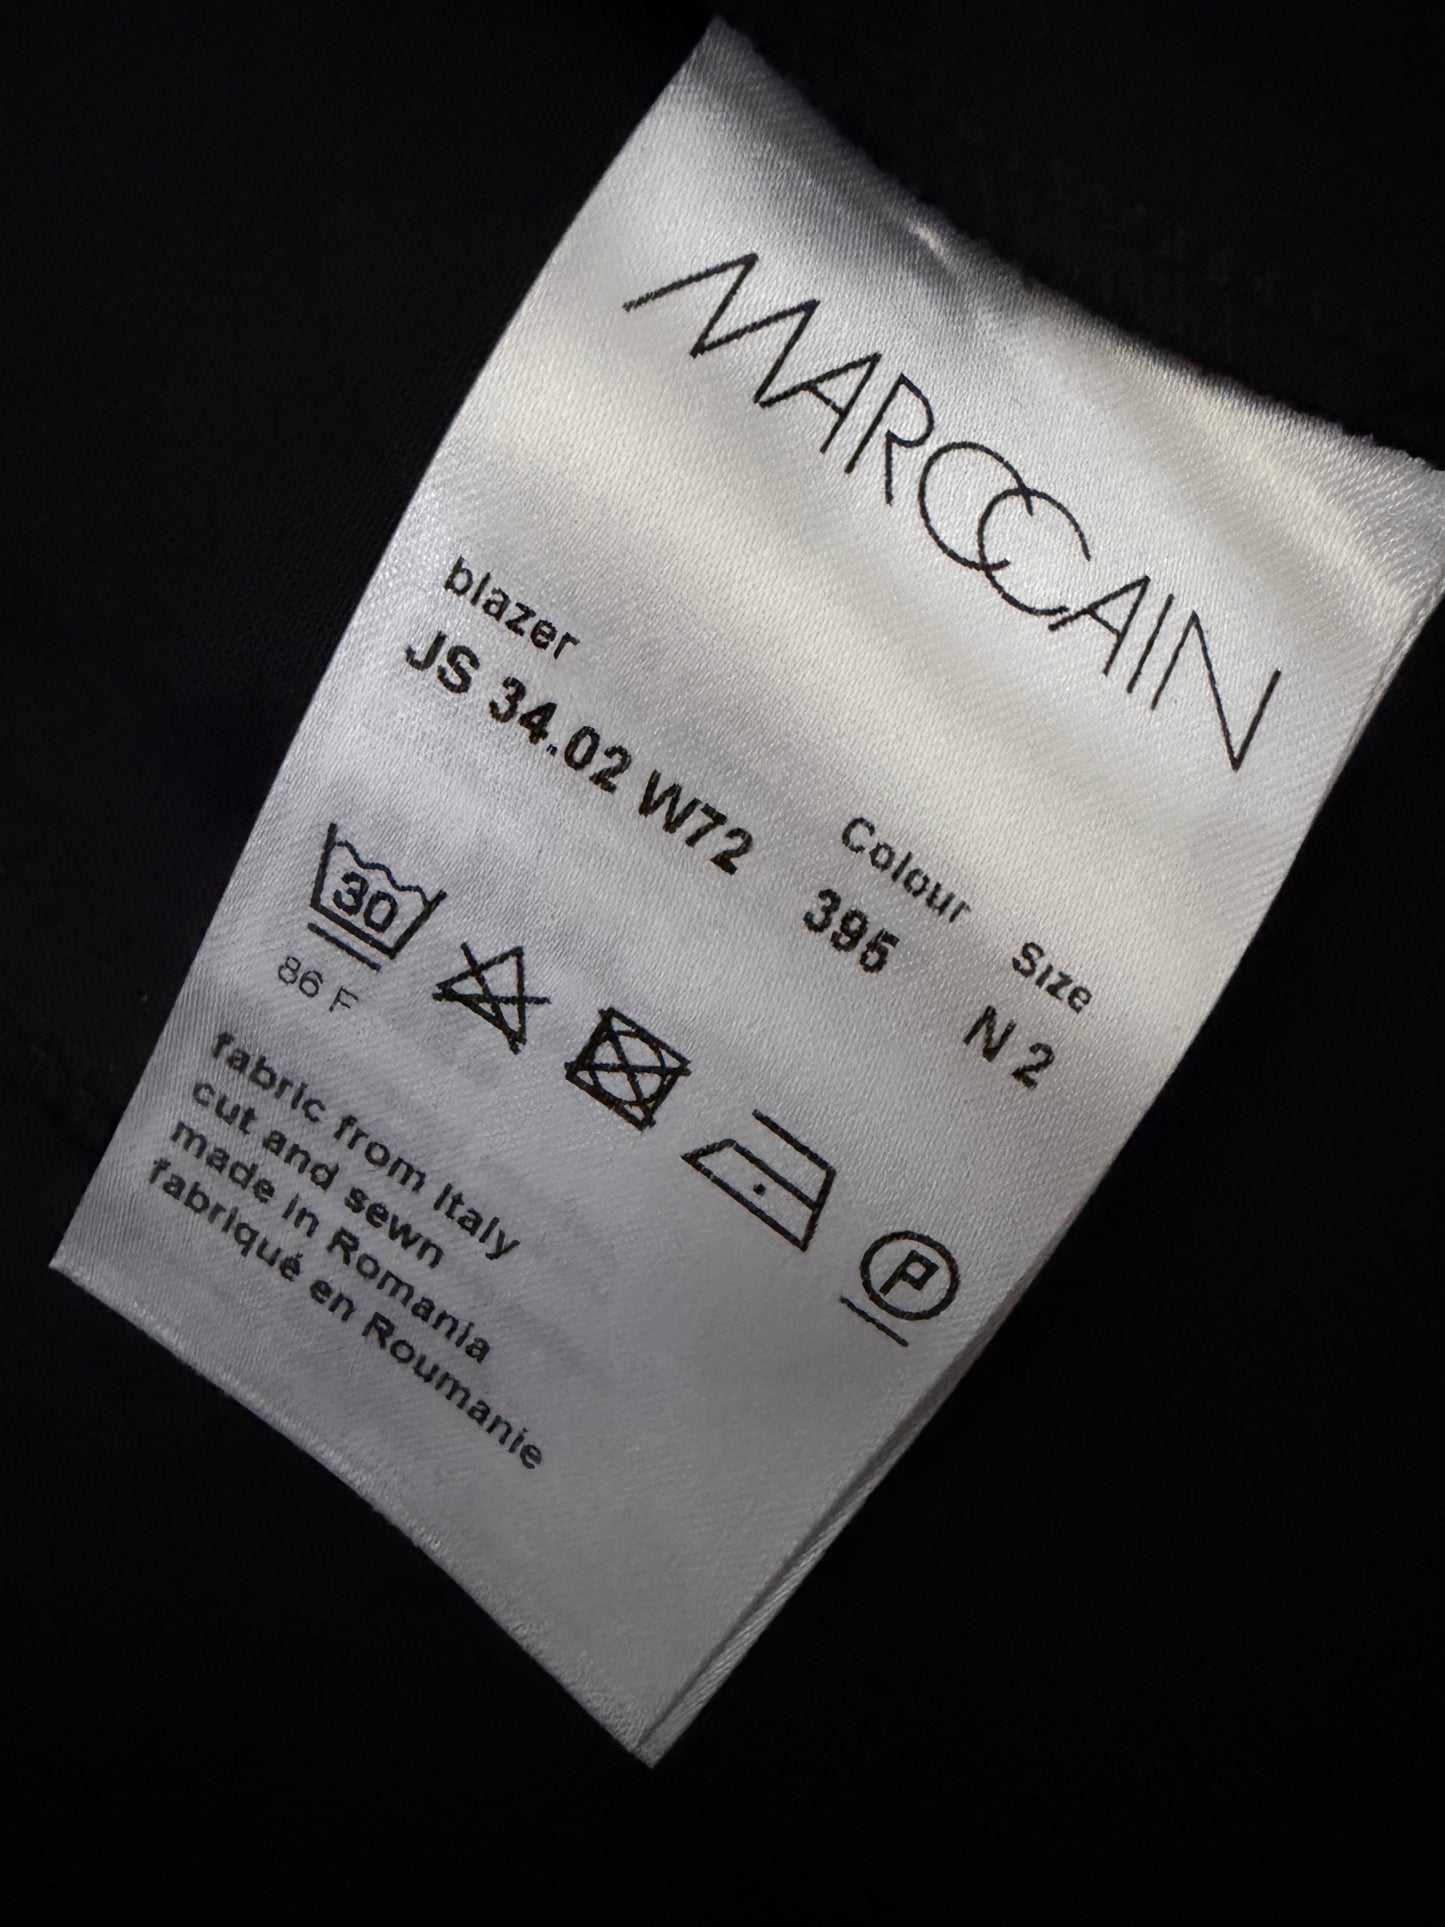 MARCCAIN
blazer
JS 34.02 W72
Colour
395
Size
N 2
30
86 F
P
fabric from Italy
cut and sewn
made in Romania
fabriqué en Roumanie